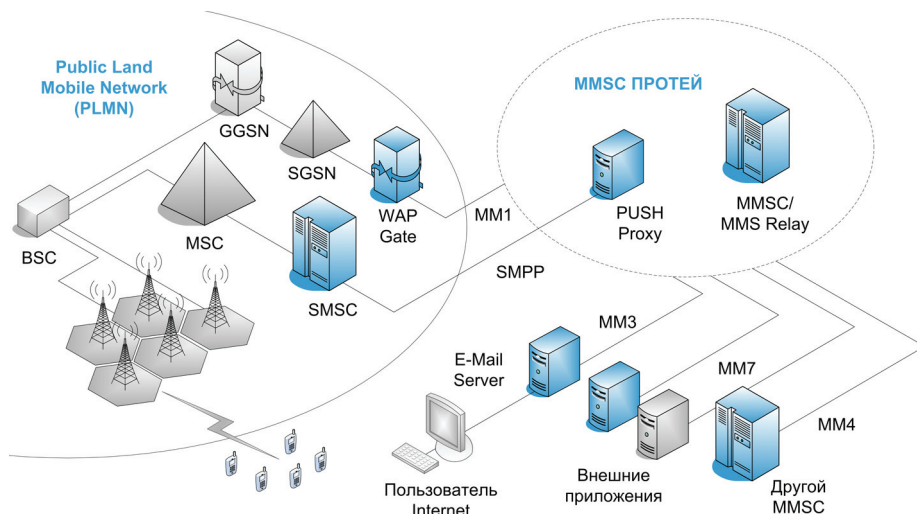 Public Land
Mobile Network
(PLMN)
GGSN
SGSN
WAP
Gate
MSC
BSC
SMSC
MMSC ПРОТЕЙ
PUSH
Proxy
MMSC/
MMS Relay
MM1
SMPP
MM3
MM7
MM4
E-Mail
Server
Пользователь
Internet
Внешние
приложения
Другой
MMSC